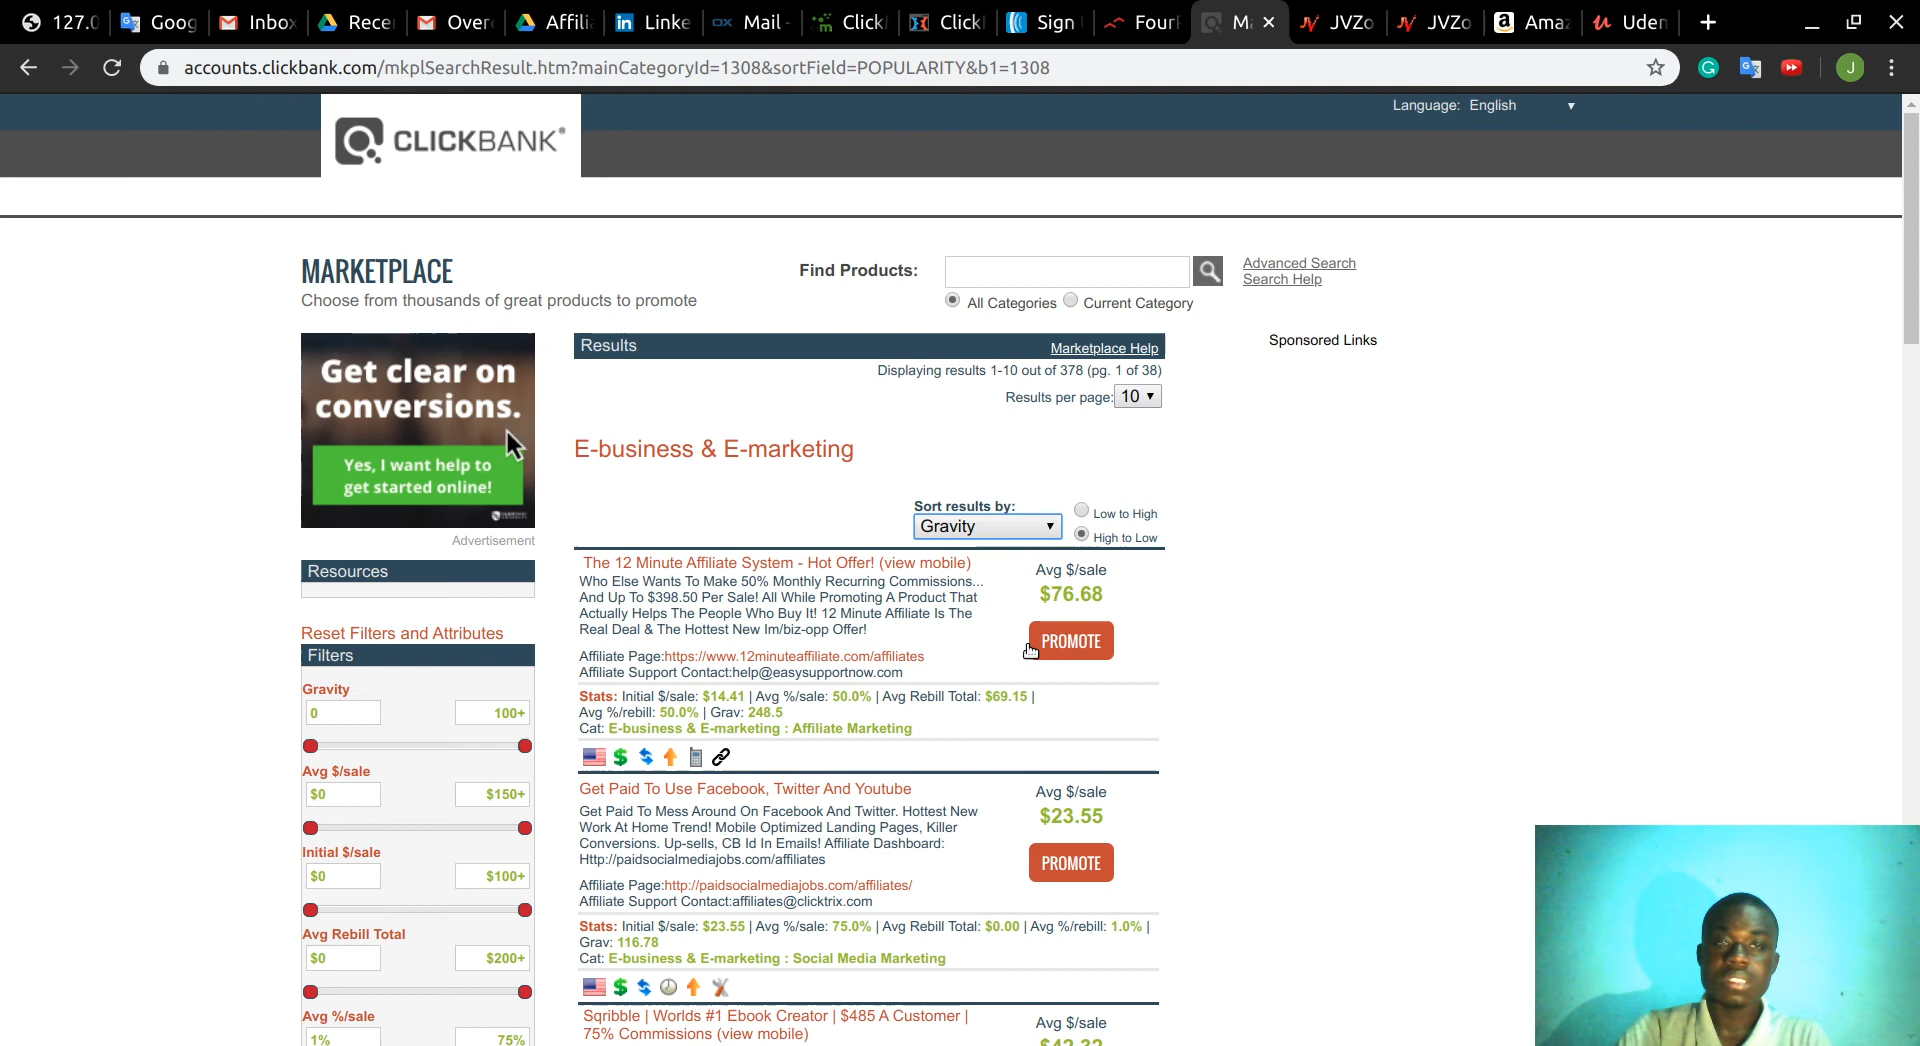 127.0
Goog
Inbo
Rece
Over
Affili
Linke
Mail -
Click
Click
Sign
Four
Ma
JVZo
JVZo
Amaz
Uden
accounts.clickbank.com/mkplSearchResult.htm?mainCategoryId=1308&sortField=POPULARITY&b1=1308
J
Language: English
CLICKBANK®
MARKETPLACE
Choose from thousands of great products to promote
Find Products:
Advanced Search
Search Help
All Categories
Current Category
Get clear on
conversions.
Yes, I want help to
get started online!
Advertisement
Resources
Reset Filters and Attributes
Filters
Gravity
0
100+
Avg $/sale
$0
$150+
Initial $/sale
$0
$100+
Avg Rebill Total
$0
$200+
Avg %/sale
1%
75%
Results
Marketplace Help
Displaying results 1-10 out of 378 (pg. 1 of 38)
Results per page: 10
E-business & E-marketing
Sort results by:
Gravity
Low to High
High to Low
The 12 Minute Affiliate System - Hot Offer! (view mobile)
Who Else Wants To Make 50% Monthly Recurring Commissions...
And Up To $398.50 Per Sale! All While Promoting A Product That
Actually Helps The People Who Buy It! 12 Minute Affiliate Is The
Real Deal & The Hottest New Im/biz-opp Offer!
Affiliate Page:https://www.12minuteaffiliate.com/affiliates
Affiliate Support Contact:help@easysupportnow.com
Avg $/sale
$76.68
PROMOTE
Stats: Initial $/sale: $14.41 | Avg %/sale: 50.0% | Avg Rebill Total: $69.15 |
Avg %/rebill: 50.0% | Grav: 248.5
Cat: E-business & E-marketing : Affiliate Marketing
Get Paid To Use Facebook, Twitter And Youtube
Get Paid To Mess Around On Facebook And Twitter. Hottest New
Work At Home Trend! Mobile Optimized Landing Pages, Killer
Conversions. Up-sells, CB Id In Emails! Affiliate Dashboard:
Http://paidsocialmediajobs.com/affiliates
Affiliate Page:http://paidsocialmediajobs.com/affiliates/
Affiliate Support Contact:affiliates@clicktrix.com
Avg $/sale
$23.55
PROMOTE
Stats: Initial $/sale: $23.55 | Avg %/sale: 75.0% | Avg Rebill Total: $0.00 | Avg %/rebill: 1.0% |
Grav: 116.78
Cat: E-business & E-marketing : Social Media Marketing
Sqribble | Worlds #1 Ebook Creator | $485 A Customer |
75% Commissions (view mobile)
Avg $/sale
$42.32
Sponsored Links